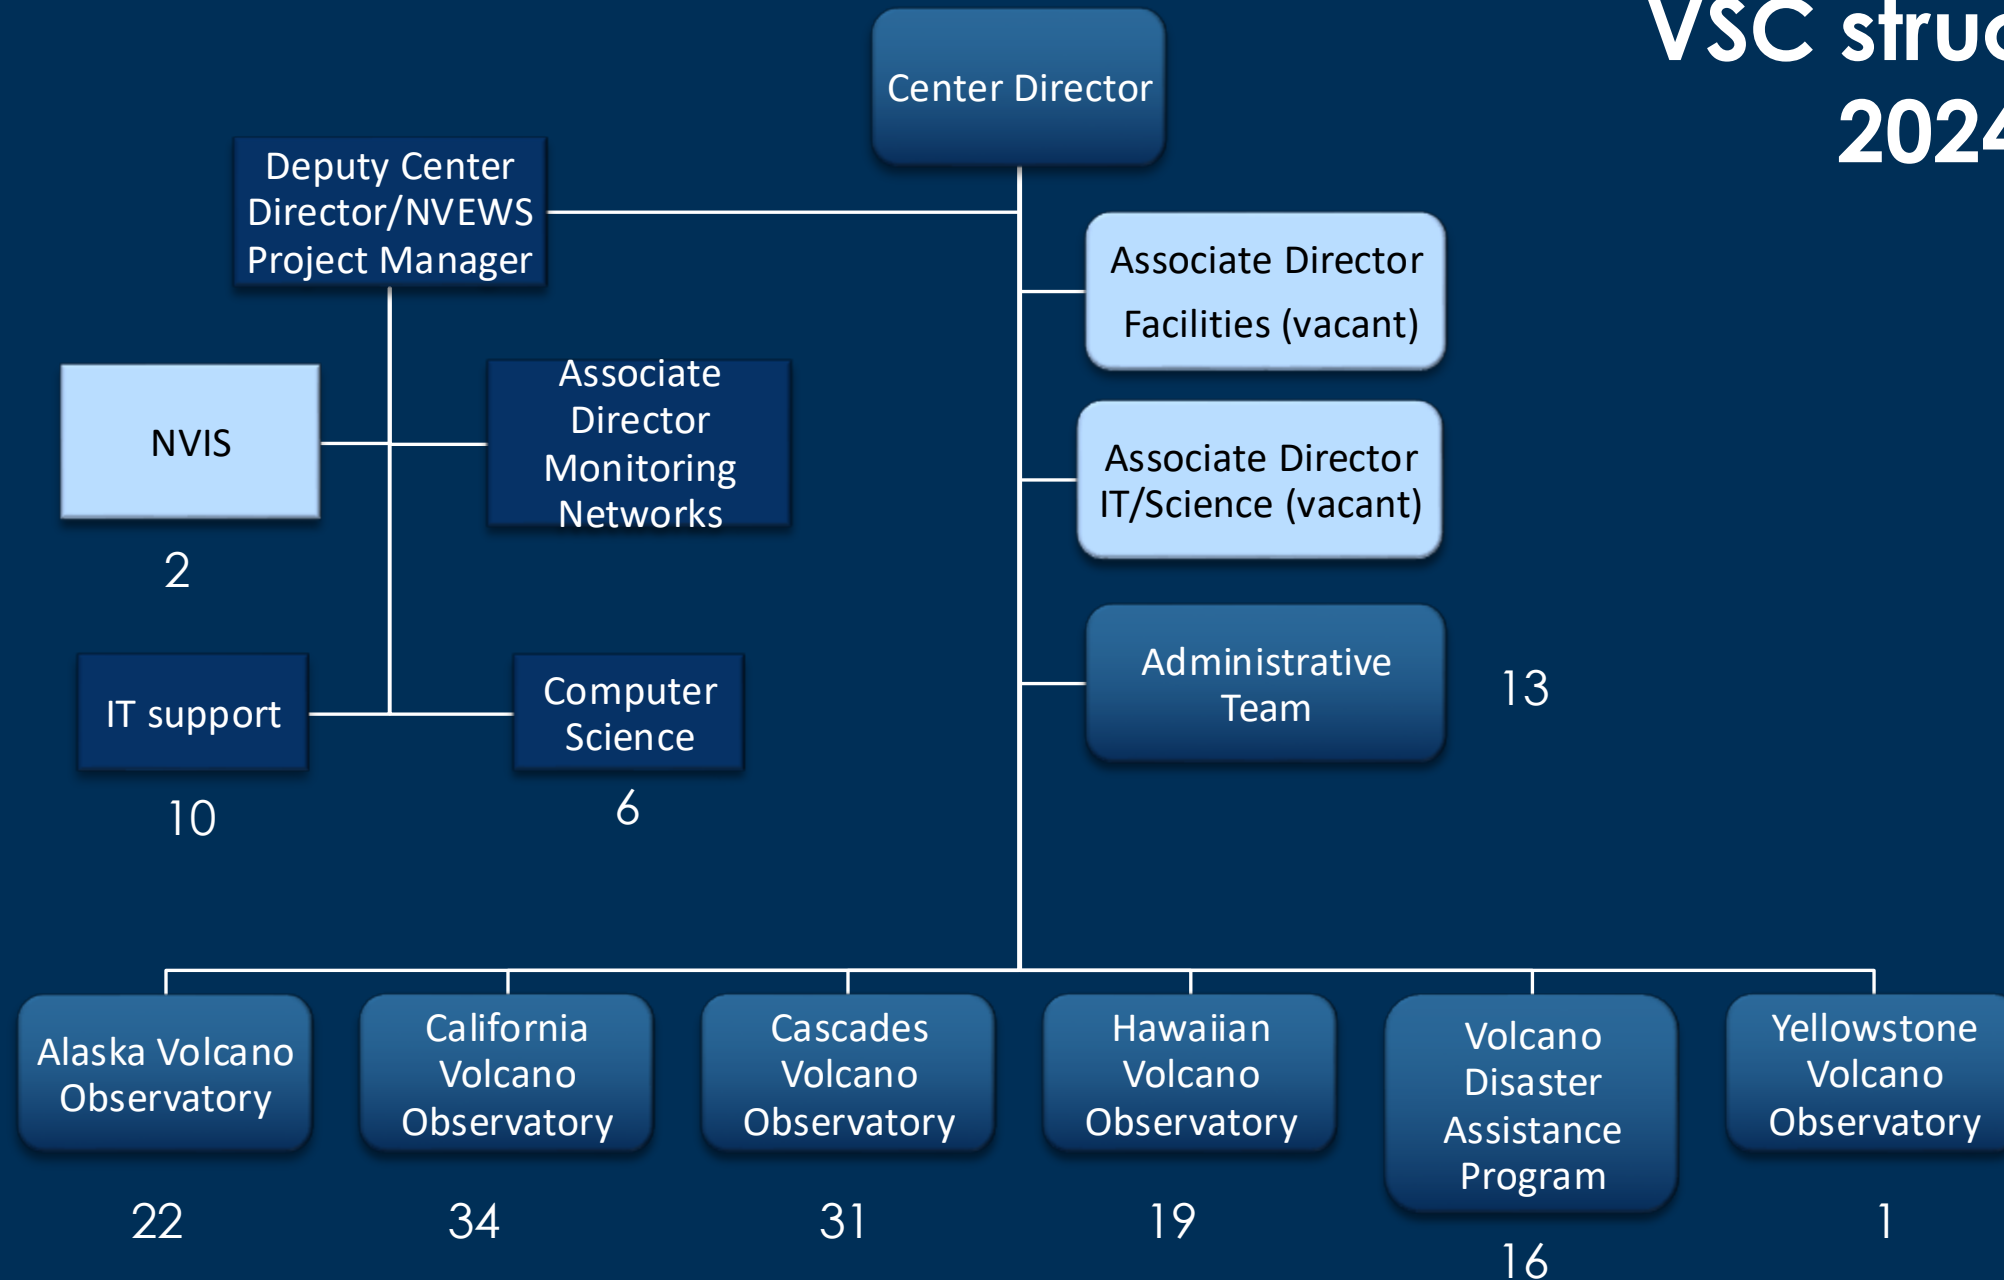 VSC
2024
Center Director
Deputy Center
Director/NVEWS
Project Manager
Associate Director
Facilities (vacant)
NVIS
2
Associate
Director
Monitoring
Networks
Associate Director
IT/Science (vacant)
IT support
10
Computer
Science
6
Administrative
Team
13
Alaska Volcano
Observatory
22
California
Volcano
Observatory
34
Cascades
Volcano
Observatory
31
Hawaiian
Volcano
Observatory
19
Volcano
Disaster
Assistance
Program
16
Yellowstone
Volcano
Observatory
1